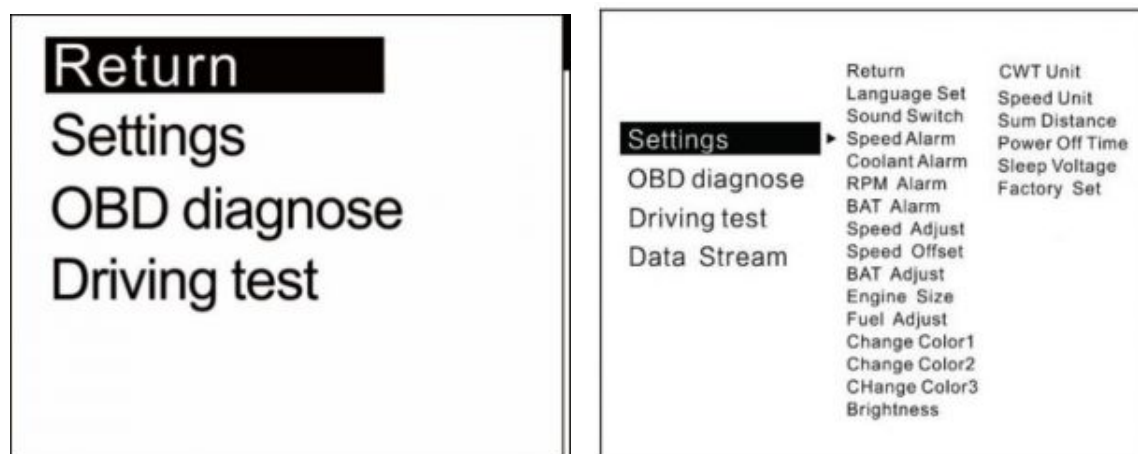 Return
Settings
OBD diagnose
Driving test
Settings
OBD diagnose
Driving test
Data Stream
Return
Language Set
Sound Switch
Speed Alarm
Coolant Alarm
RPM Alarm
BAT Alarm
Speed Adjust
Speed Offset
BAT Adjust
Engine Size
Fuel Adjust
Change Color1
Change Color2
CHange Color3
Brightness
CWT Unit
Speed Unit
Sum Distance
Power Off Time
Sleep Voltage
Factory Set